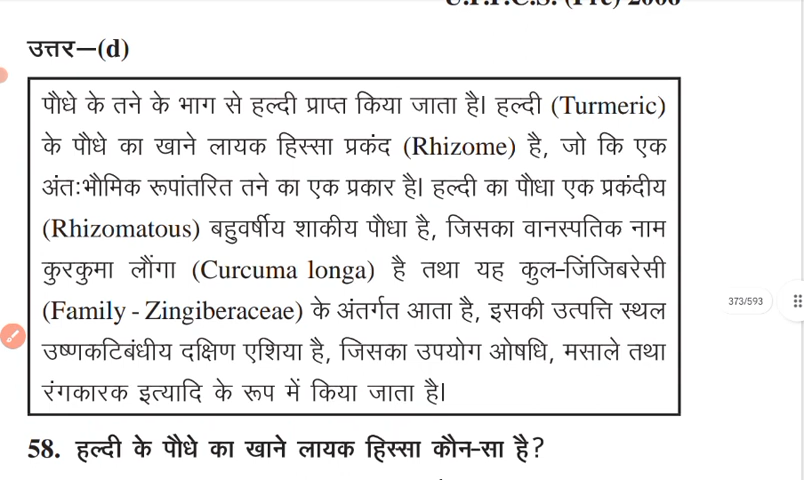 U.P.P.C.S. (Pre) 2006
उत्तर—(d)
पौधे के तने के भाग से हल्दी प्राप्त किया जाता है। हल्दी (Turmeric)
के पौधे का खाने लायक हिस्सा प्रकंद (Rhizome) है, जो कि एक
अंतःभौमिक रूपांतरित तने का एक प्रकार है। हल्दी का पौधा एक प्रकंदीय
(Rhizomatous) बहुवर्षीय शाकीय पौधा है, जिसका वानस्पतिक नाम
कुरकुमा लौंगा (Curcuma longa) है तथा यह कुल-जिंजिबरेसी
(Family - Zingiberaceae) के अंतर्गत आता है, इसकी उत्पत्ति स्थल
उष्णकटिबंधीय दक्षिण एशिया है, जिसका उपयोग ओषधि, मसाले तथा
रंगकारक इत्यादि के रूप में किया जाता है।
373/593
58. हल्दी के पौधे का खाने लायक हिस्सा कौन-सा है?